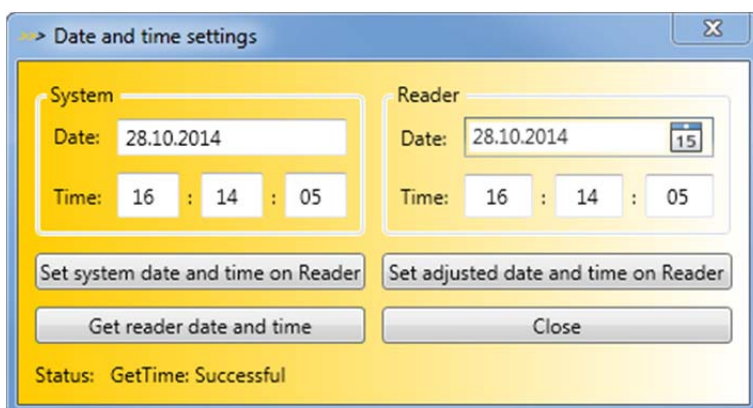 >>> Date and time settings
System
Date: 28.10.2014
Time: 16 : 14 : 05
Reader
Date: 28.10.2014 15
Time: 16 : 14 : 05
Set system date and time on Reader
Set adjusted date and time on Reader
Get reader date and time
Close
Status: GetTime: Successful